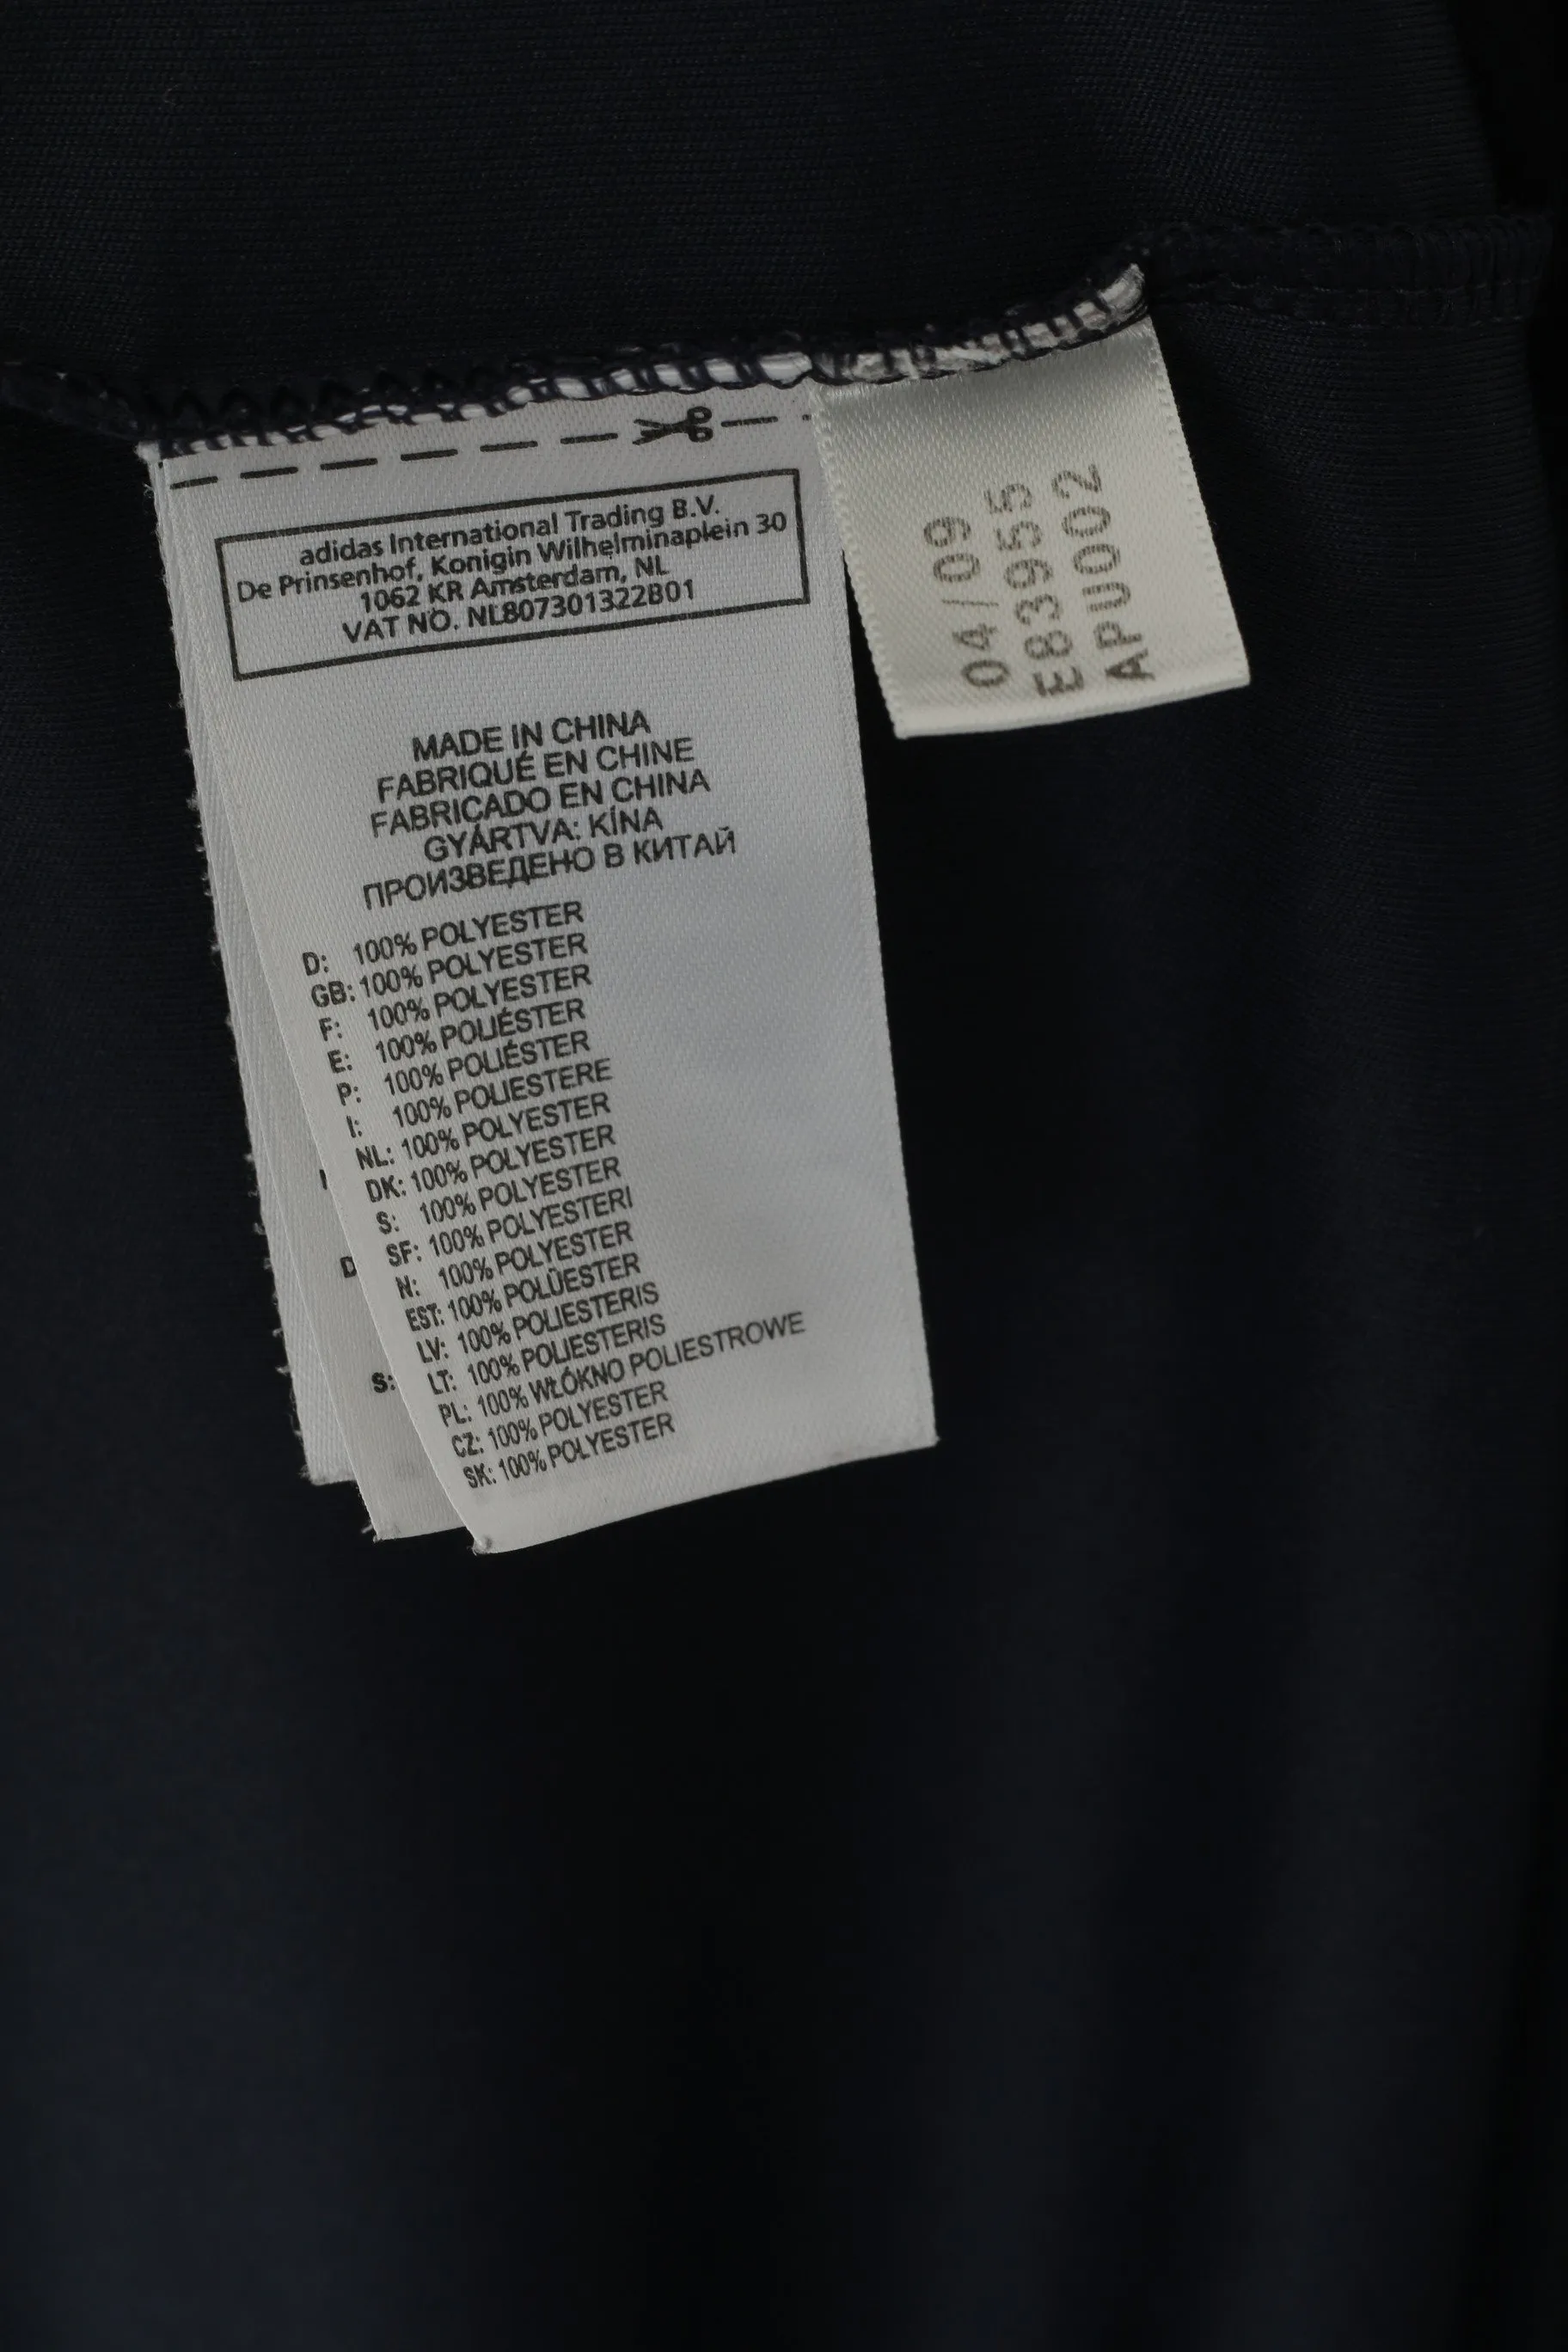 adidas International Trading B.V.
De Prinsenhof, Konigin Wilhelminaplein 30
1062 KR Amsterdam, NL
VAT NO. NL807301322B01
MADE IN CHINA
FABRIQUÉ EN CHINE
FABRICADO EN CHINA
GYÁRTVA: KÍNA
ПРОИЗВЕДЕНО В КИТАЙ
D: 100% POLYESTER
GB: 100% POLYESTER
F: 100% POLYESTER
E: 100% POLIÉSTER
P: 100% POLIÉSTER
I: 100% POLIESTERE
NL: 100% POLYESTER
DK: 100% POLYESTER
S: 100% POLYESTER
SF: 100% POLYESTERI
N: 100% POLYESTER
EST: 100% POLÜESTER
LV: 100% POLIESTERIS
LT: 100% POLIESTERIS
PL: 100% WŁÓKNO POLIESTROWE
CZ: 100% POLYESTER
SK: 100% POLYESTER
D
S:
04/09
E83955
APU002